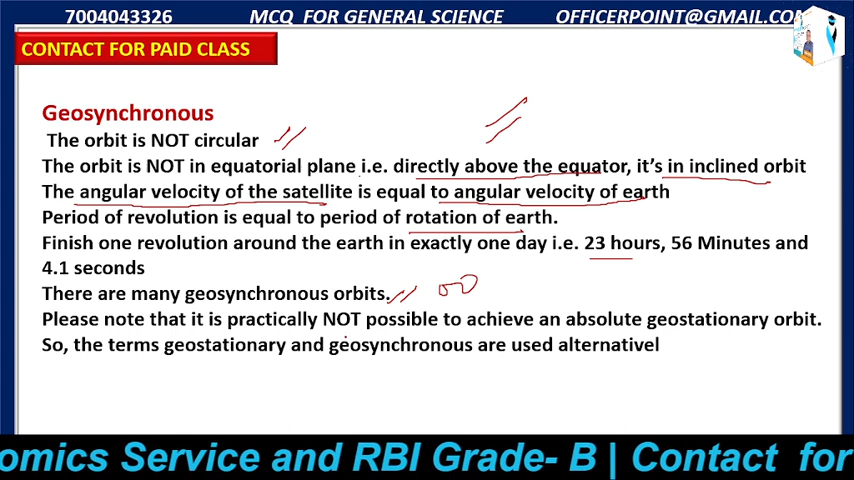 7004043326 MCQ FOR GENERAL SCIENCE OFFICERPOINT@GMAIL.COM
CONTACT FOR PAID CLASS
Geosynchronous
The orbit is NOT circular
The orbit is NOT in equatorial plane i.e. directly above the equator, it's in inclined orbit
The angular velocity of the satellite is equal to angular velocity of earth
Period of revolution is equal to period of rotation of earth.
Finish one revolution around the earth in exactly one day i.e. 23 hours, 56 Minutes and
4.1 seconds
There are many geosynchronous orbits.
Please note that it is practically NOT possible to achieve an absolute geostationary orbit.
So, the terms geostationary and geosynchronous are used alternativel
omics Service and RBI Grade- B | Contact for